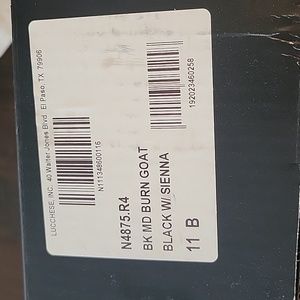 LUCCHESE, INC. 40 Walter Jones Blvd. El Paso, TX 79906
N11348600116
192023460258
N4875.R4
BK MD BURN GOAT
BLACK W/ SIENNA
11 B